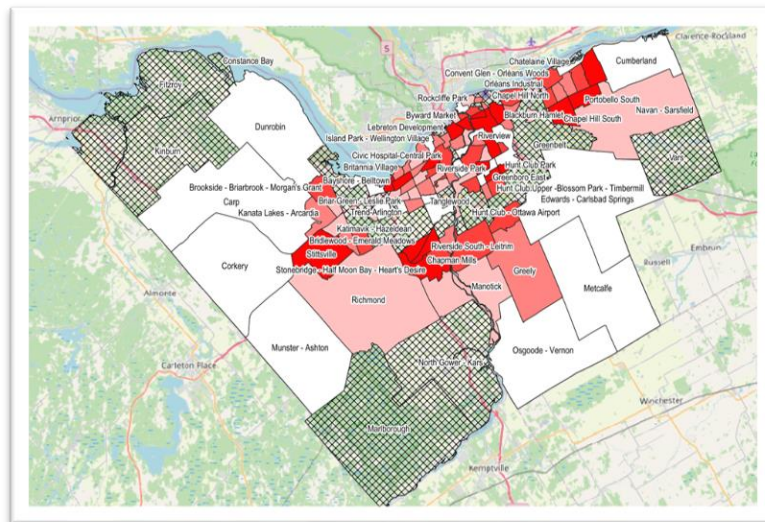 Clarence-Rockland
Constance Bay
Chatelaine Village
Cumberland
Convent Glen - Orléans Woods
Fitzroy
Orléans Industrial
Rockcliffe Park
Chapel Hill North
Portobello South
Arnprior
Byward Market
Blackburn Hamlet
Navan - Sarsfield
Dunrobin
Lebreton Development
Chapel Hill South
Island Park - Wellington Village
Riverview
Greenbelt
Kinburn
Civic Hospital-Central Park
Britannia Village
Hunt Club Park
Vars
Riverside Park
Bayshore - Belltown
Greenboro East
Brookside - Briarbrook - Morgan's Grant
Hunt Club Upper -Blossom Park - Timbermill
Carp
Briar Green - Leslie Park
Tanglewood
Edwards - Carlsbad Springs
Kanata Lakes - Arcadia
Trend-Arlington
Hunt Club - Ottawa Airport
Katimavik - Hazeldean
Bridlewood - Emerald Meadows
Riverside South - Leitrim
Embrun
Stittsville
Chapman Mills
Russell
Corkery
Stonebridge - Half Moon Bay - Heart's Desire
Greely
Manotick
Metcalfe
Almonte
Richmond
Munster - Ashton
Osgoode - Vernon
Carleton Place
North Gower - Kars
Winchester
Marlborough
Kemptville